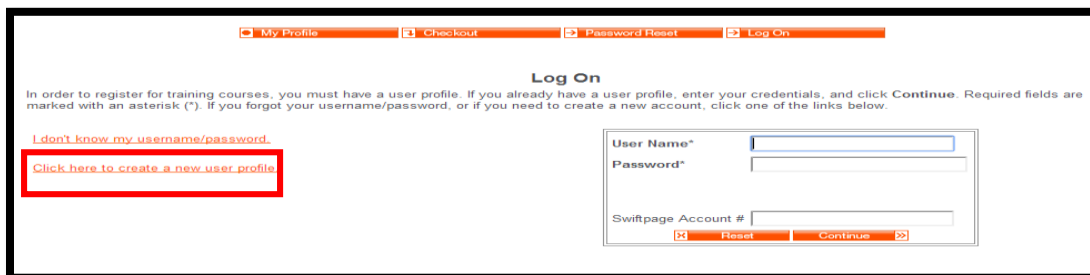 My Profile Checkout Password Reset Log On
Log On
In order to register for training courses, you must have a user profile. If you already have a user profile, enter your credentials, and click Continue. Required fields are
marked with an asterisk (*). If you forgot your username/password, or if you need to create a new account, click one of the links below.
I don't know my username/password.
Click here to create a new user profile.
User Name*
Password*
Swiftpage Account #
Reset Continue